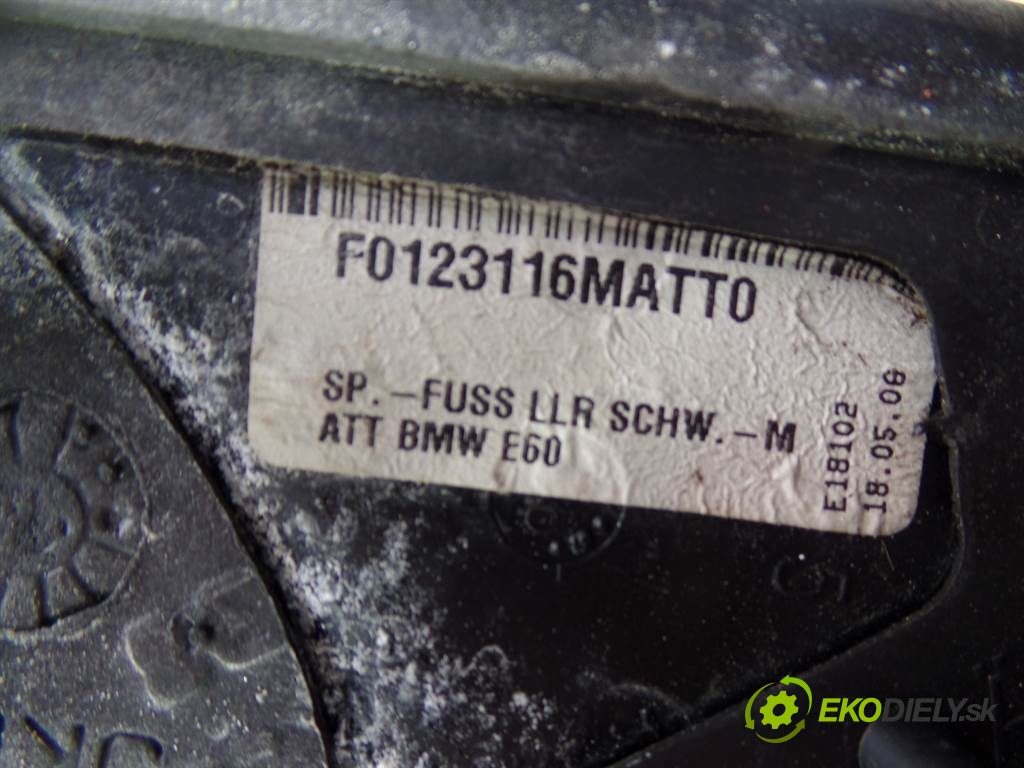 F0123116MATT0
SP. -FUSS LLR SCHW. -M
ATT BMW E60
E18102
18.05.06
EKODIELY.sk